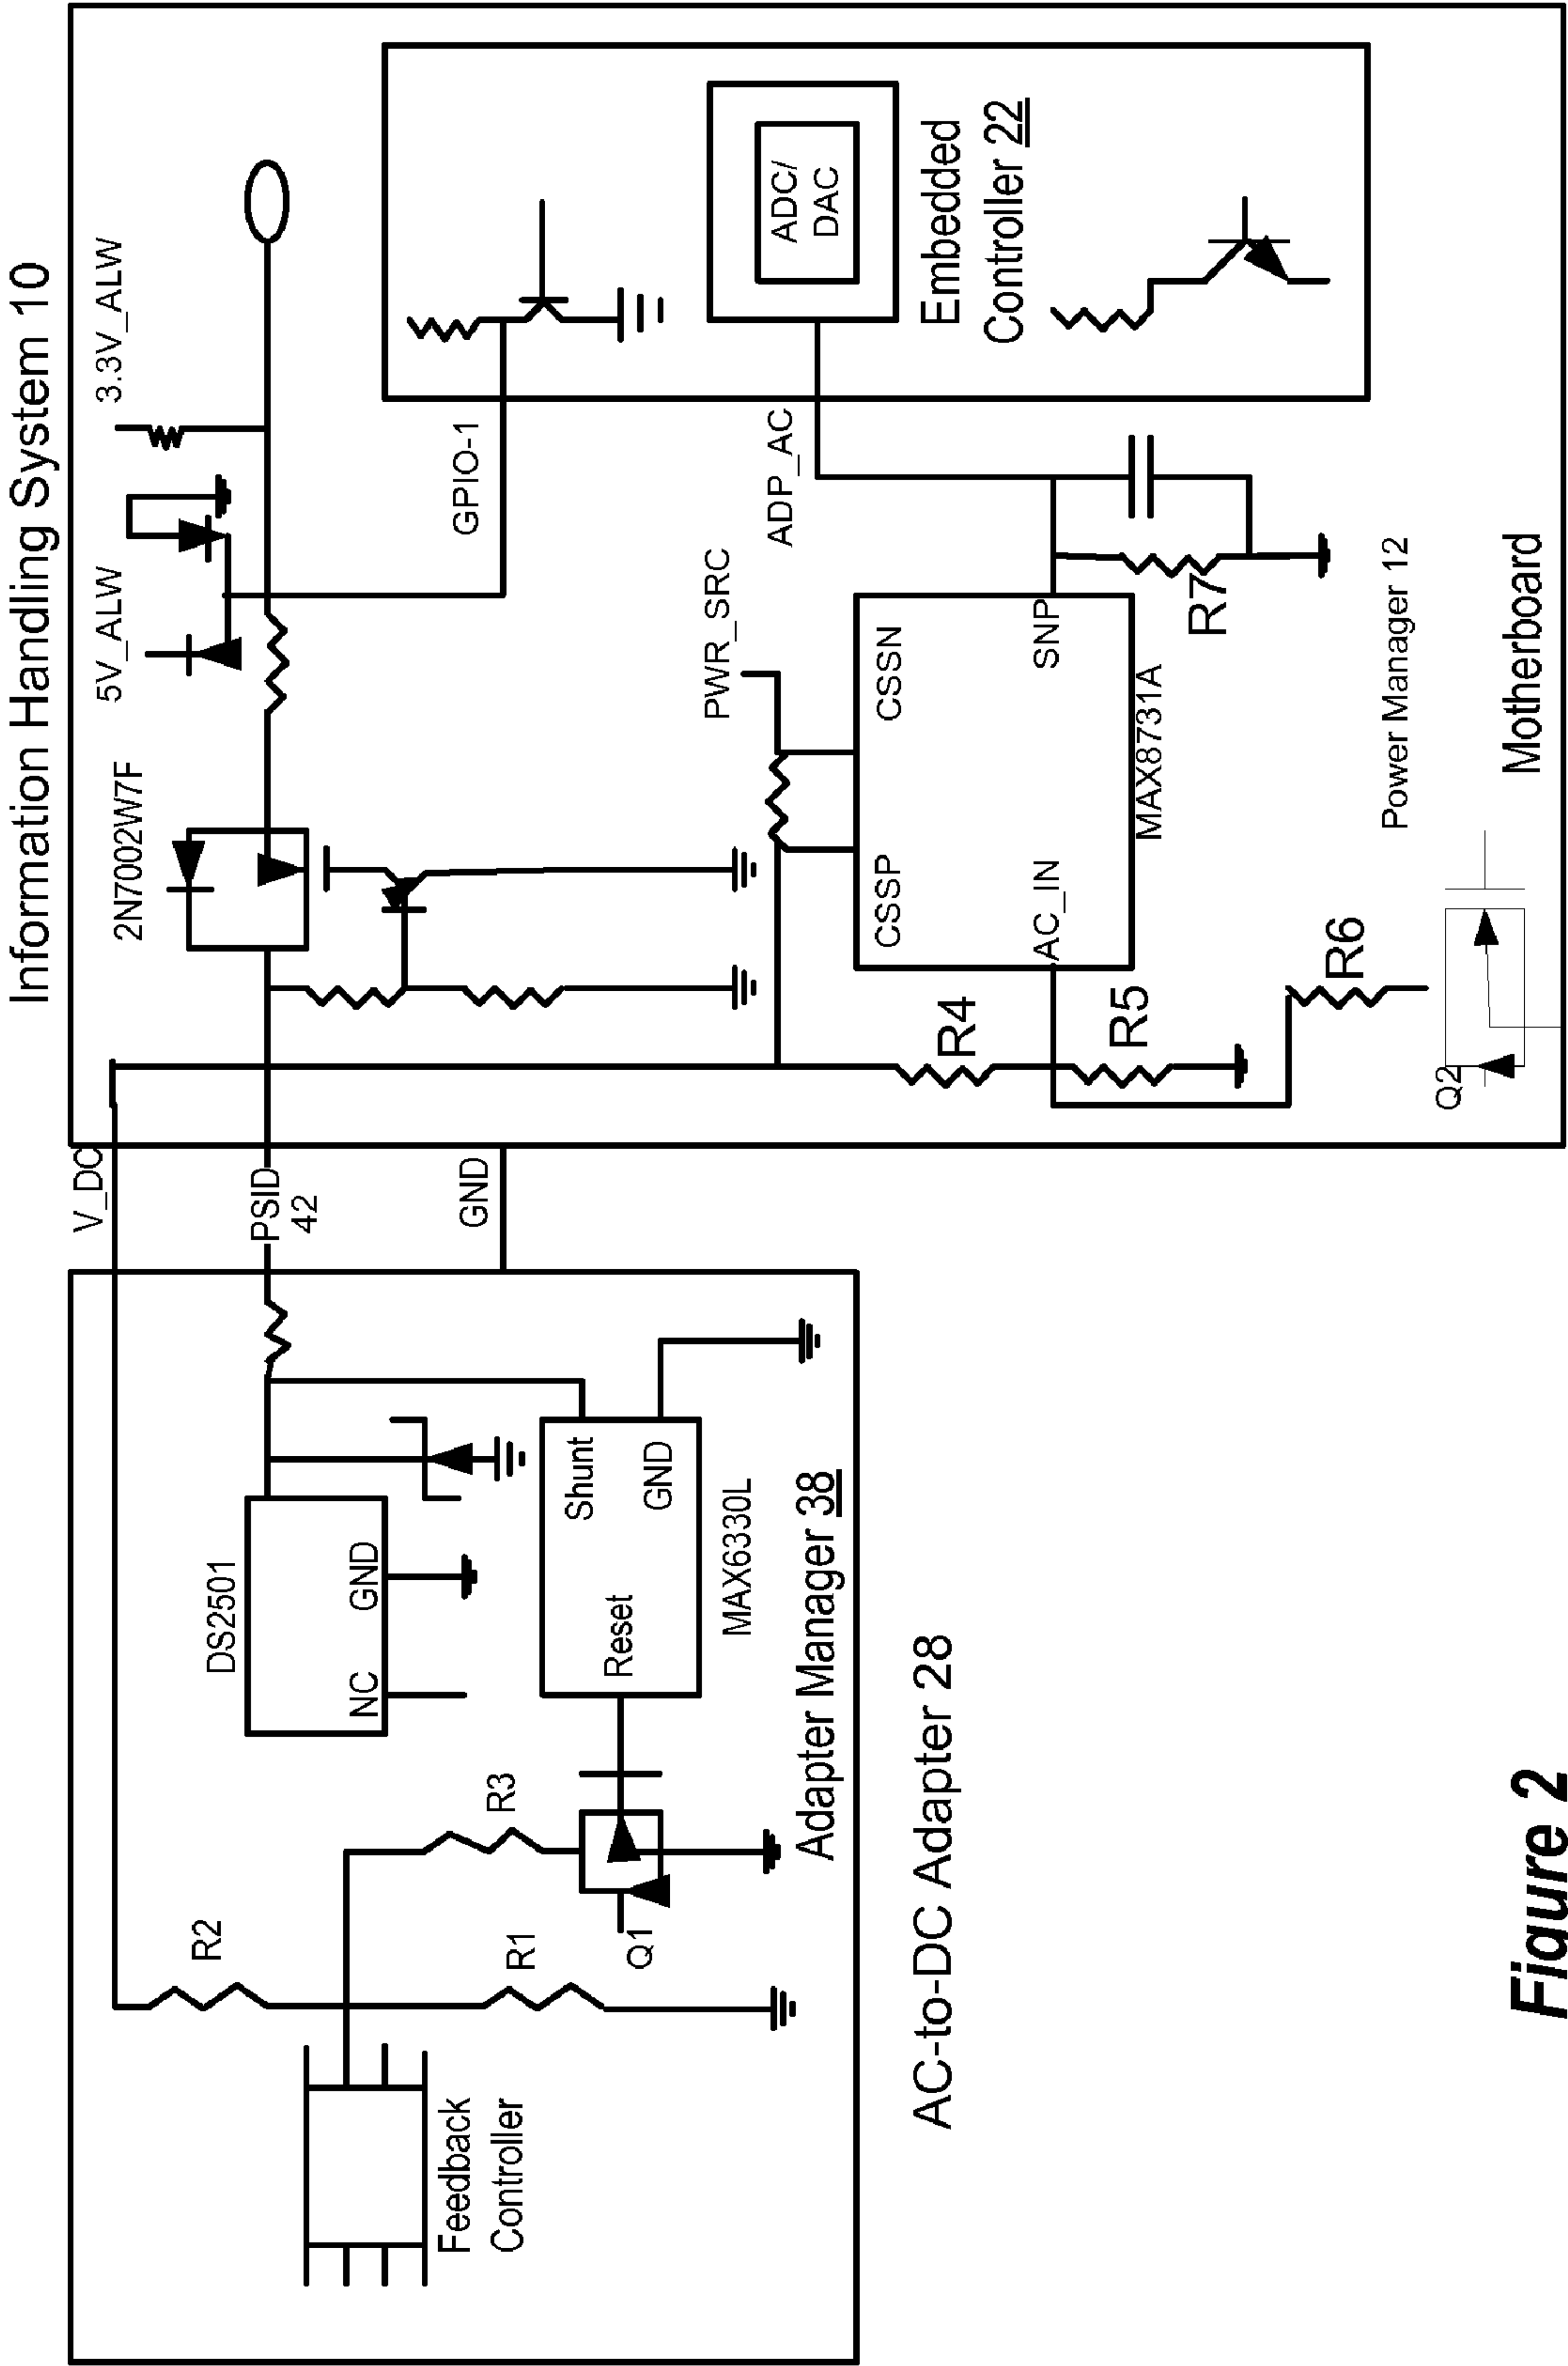 Information Handling System 10
V_DC
5V_ALW
3.3V_ALW
2N7002W7F
PSID
42
GND
GPIO-1
PWR_SRC
ADP_AC
ADC/
DAC
Embedded
Controller 22
CSSP
CSSN
AC_IN
SNP
MAX8731A
R4
R5
R6
R7
Q2
Power Manager 12
Motherboard
DS2501
NC
GND
R2
R3
R1
Q1
Shunt
Reset
GND
MAX6330L
Feedback
Controller
Adapter Manager 38
AC-to-DC Adapter 28
Figure 2